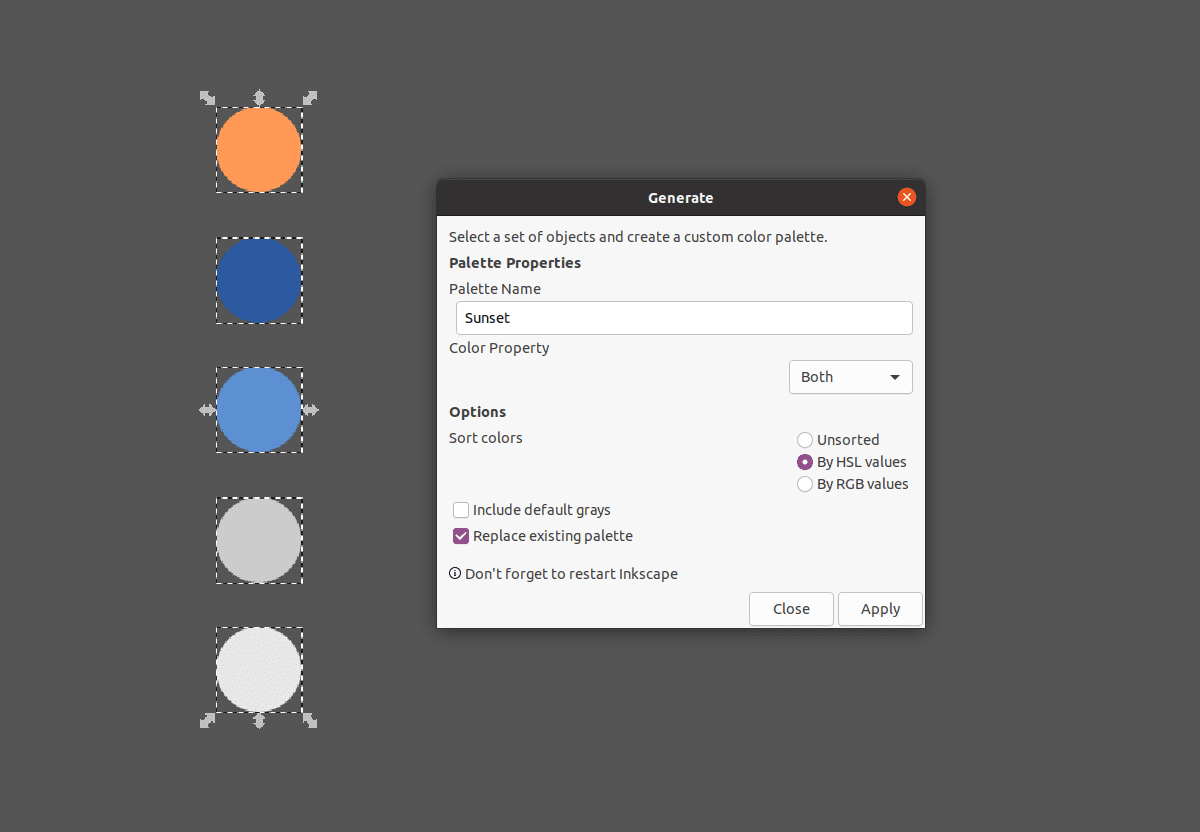 Generate
Select a set of objects and create a custom color palette.
Palette Properties
Palette Name
Sunset
Color Property
Both
Options
Sort colors
Unsorted
By HSL values
By RGB values
Include default grays
Replace existing palette
Don't forget to restart Inkscape
Close Apply